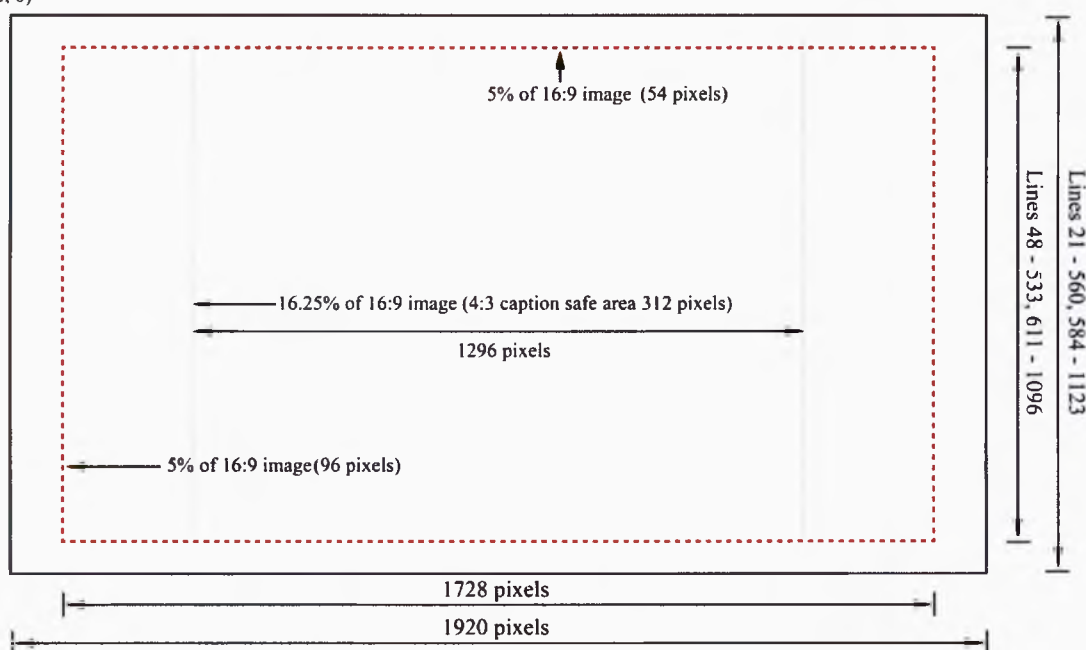 5% of 16:9 image (54 pixels)
16.25% of 16:9 image (4:3 caption safe area 312 pixels)
1296 pixels
5% of 16:9 image (96 pixels)
1728 pixels
1920 pixels
Lines 48 - 533, 611 - 1096
Lines 21 - 560, 584 - 1123